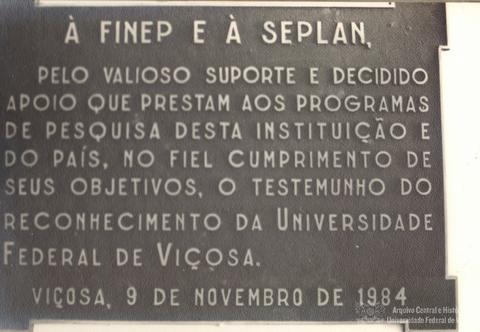 À FINEP E À SEPLAN,
PELO VALIOSO SUPORTE E DECIDIDO
APOIO QUE PRESTAM AOS PROGRAMAS
DE PESQUISA DESTA INSTITUIÇÃO E
DO PAÍS, NO FIEL CUMPRIMENTO DE
SEUS OBJETIVOS, O TESTEMUNHO DO
RECONHECIMENTO DA UNIVERSIDADE
FEDERAL DE VIÇOSA.
VIÇOSA, 9 DE NOVEMBRO DE 1984
Arquivo Central e Histó
Universidade Federal de